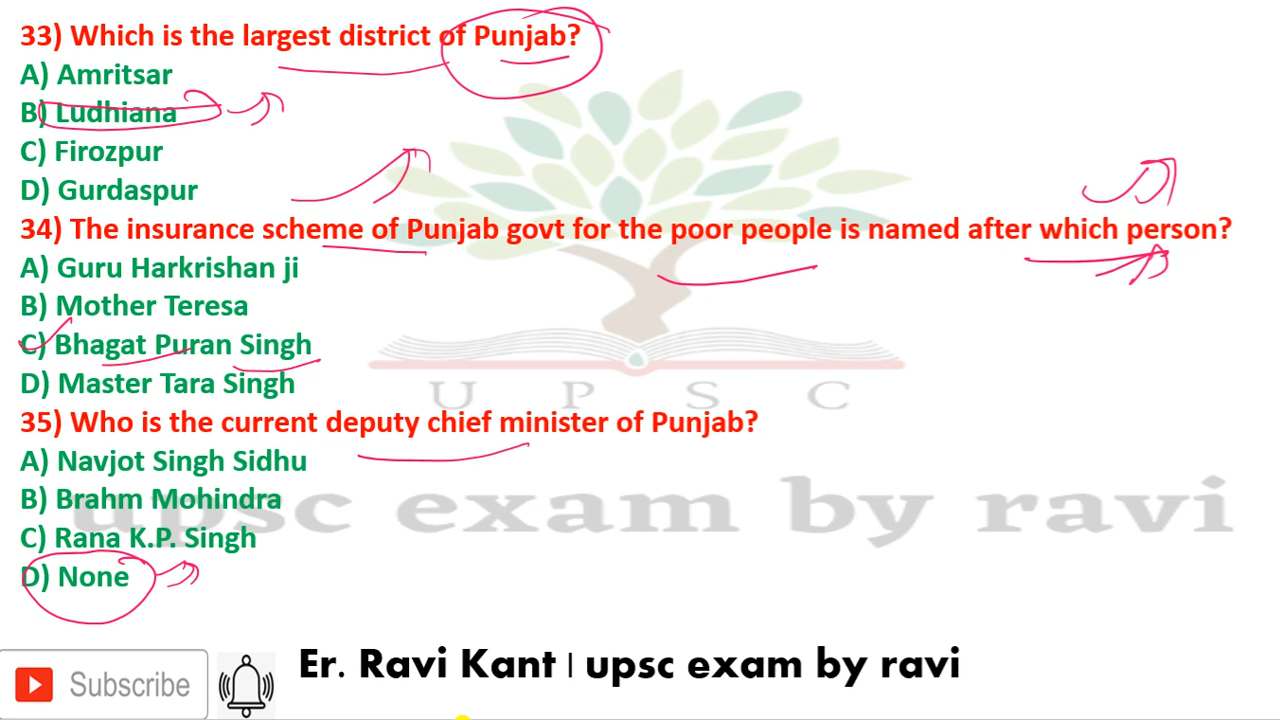 33) Which is the largest district of Punjab?
A) Amritsar
B) Ludhiana
C) Firozpur
D) Gurdaspur
34) The insurance scheme of Punjab govt for the poor people is named after which person?
A) Guru Harkrishan ji
B) Mother Teresa
C) Bhagat Puran Singh
D) Master Tara Singh
U P S C
35) Who is the current deputy chief minister of Punjab?
A) Navjot Singh Sidhu
B) Brahm Mohindra
upsc exam by ravi
C) Rana K.P. Singh
D) None
Subscribe
Er. Ravi Kant | upsc exam by ravi